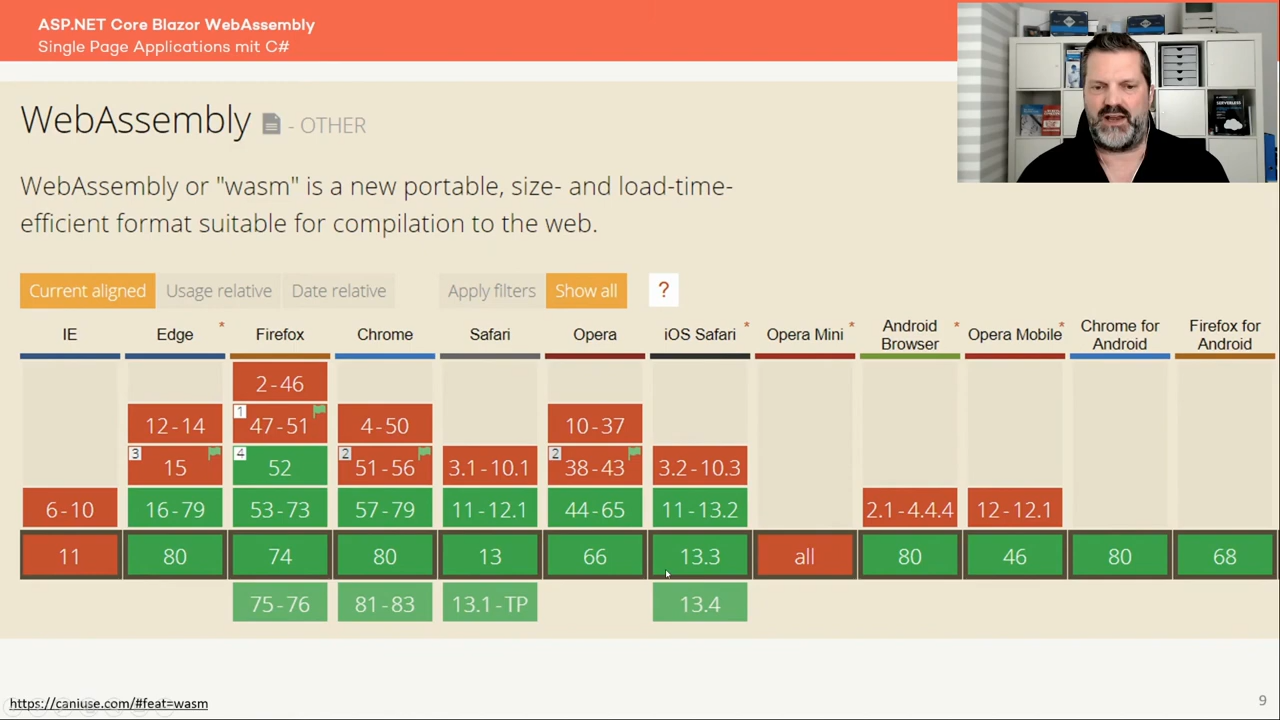 ASP.NET Core Blazor WebAssembly
Single Page Applications mit C#
WebAssembly - OTHER
WebAssembly or "wasm" is a new portable, size- and load-time-
efficient format suitable for compilation to the web.
Current aligned Usage relative Date relative Apply filters Show all ?
IE Edge * Firefox Chrome Safari Opera iOS Safari * Opera Mini * Android Browser * Opera Mobile * Chrome for Android Firefox for Android
2 - 46
12 - 14 1 47 - 51 4 - 50 10 - 37
3 15 4 52 2 51 - 56 3.1 - 10.1 2 38 - 43 3.2 - 10.3
6 - 10 16 - 79 53 - 73 57 - 79 11 - 12.1 44 - 65 11 - 13.2 2.1 - 4.4.4 12 - 12.1
11 80 74 80 13 66 13.3 all 80 46 80 68
75 - 76 81 - 83 13.1 - TP 13.4
https://caniuse.com/#feat=wasm
9
SERVERLESS